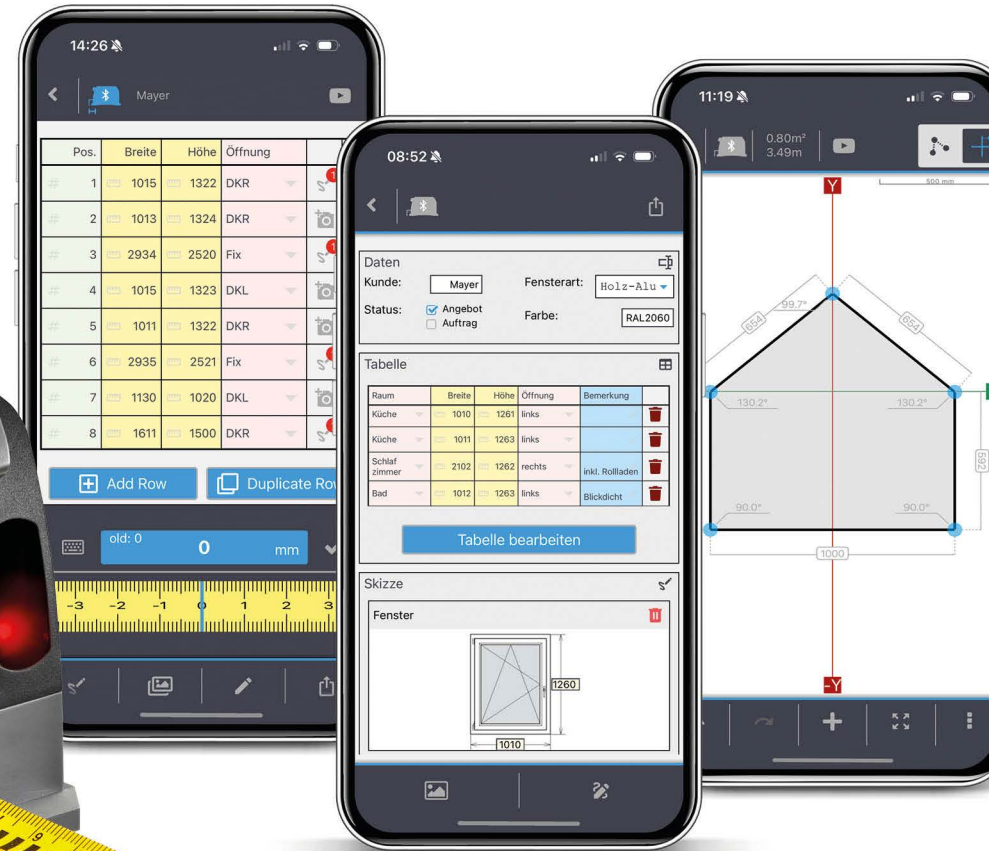 14:26
Mayer
Pos. Breite Höhe Öffnung
# 1 1015 1322 DKR
# 2 1013 1324 DKR
# 3 2934 2520 Fix
# 4 1015 1323 DKL
# 5 1011 1322 DKR
# 6 2935 2521 Fix
# 7 1130 1020 DKL
# 8 1611 1500 DKR
Add Row Duplicate
old: 0
0 mm
-3 -2 -1 0 1 2 3
08:52
Daten
Kunde: Mayer Fensterart: Holz-Alu
Status: Angebot Farbe: RAL2060
Auftrag
Tabelle
Raum Breite Höhe Öffnung Bemerkung
Küche 1010 1261 links
Küche 1011 1263 links
Schlaf
zimmer 2102 1262 rechts inkl. Rollladen
Bad 1012 1263 links Blickdicht
Tabelle bearbeiten
Skizze
Fenster
1260
1010
11:19
0.80m²
3.49m
Y
500 mm
99.7°
654 654
130.2° 130.2°
592
90.0° 90.0°
1000
-Y
9